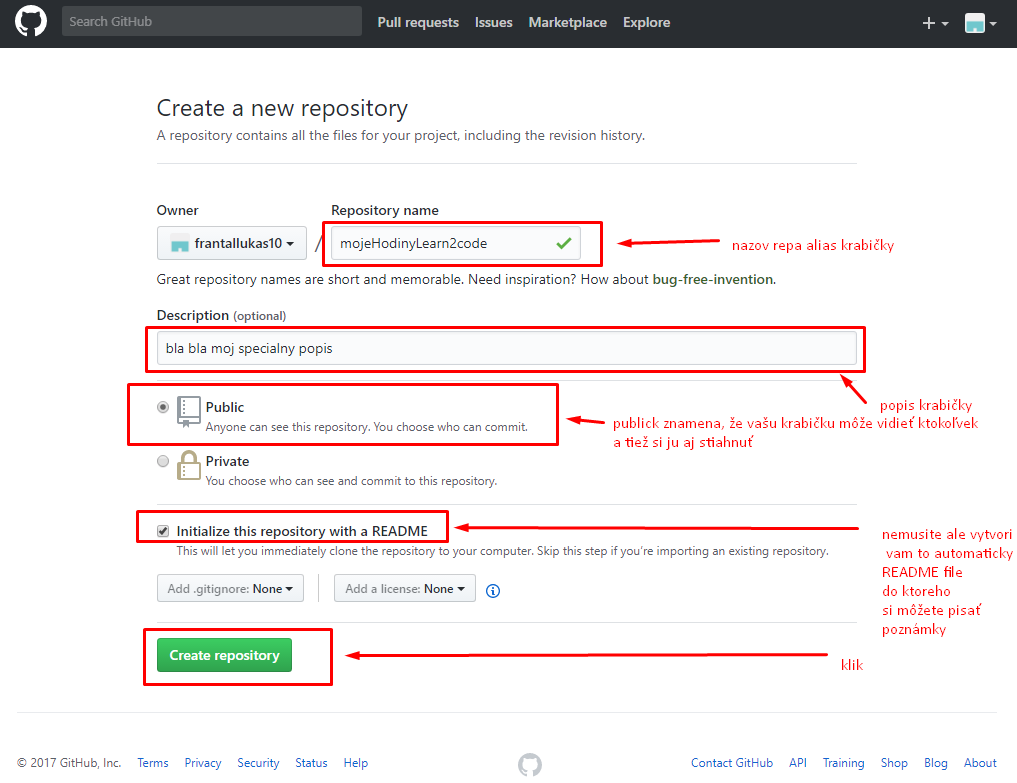 Search GitHub
Pull requests Issues Marketplace Explore
Create a new repository
A repository contains all the files for your project, including the revision history.
Owner
Repository name
frantallukas10
/
mojeHodinyLearn2code
nazov repa alias krabičky
Great repository names are short and memorable. Need inspiration? How about bug-free-invention.
Description (optional)
bla bla moj specialny popis
popis krabičky
Public
Anyone can see this repository. You choose who can commit.
publick znamena, že vašu krabičku môže vidieť ktokoľvek
a tiež si ju aj stiahnuť
Private
You choose who can see and commit to this repository.
Initialize this repository with a README
This will let you immediately clone the repository to your computer. Skip this step if you're importing an existing repository.
nemusite ale vytvori
vam to automaticky
README file
do ktoreho
si môžete pisať
poznámky
Add .gitignore: None
Add a license: None
Create repository
klik
© 2017 GitHub, Inc. Terms Privacy Security Status Help
Contact GitHub API Training Shop Blog About